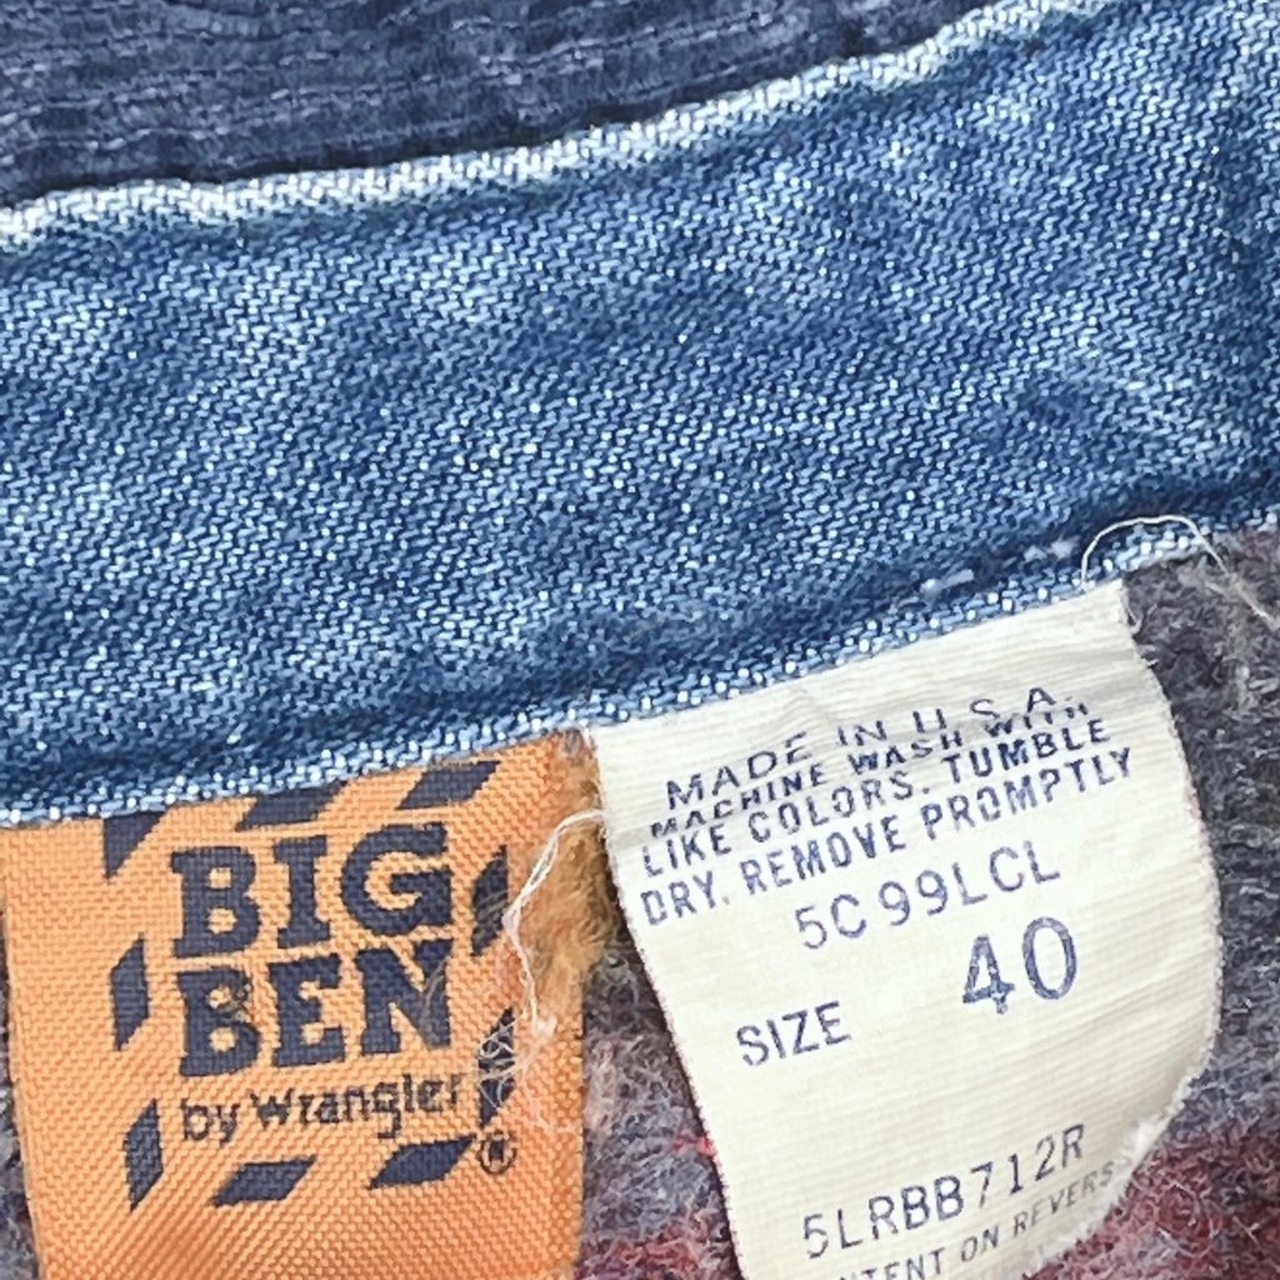 BIG
BEN
by Wrangler
®
MADE IN U.S.A.
MACHINE WASH WITH
LIKE COLORS. TUMBLE
DRY. REMOVE PROMPTLY
5C99LCL
SIZE 40
5LRBB712R
NTENT ON REVERS